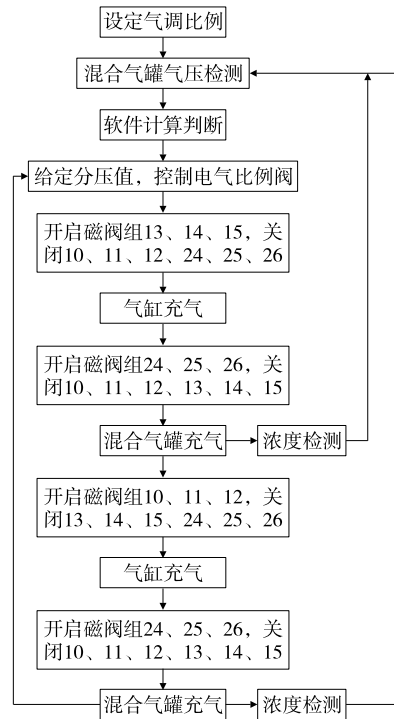 设定气调比例
混合气罐气压检测
软件计算判断
给定分压值，控制电气比例阀
开启磁阀组13、14、15，关
闭10、11、12、24、25、26
气缸充气
开启磁阀组24、25、26，关
闭10、11、12、13、14、15
混合气罐充气
浓度检测
开启磁阀组10、11、12，关
闭13、14、15、24、25、26
气缸充气
开启磁阀组24、25、26，关
闭10、11、12、13、14、15
混合气罐充气
浓度检测